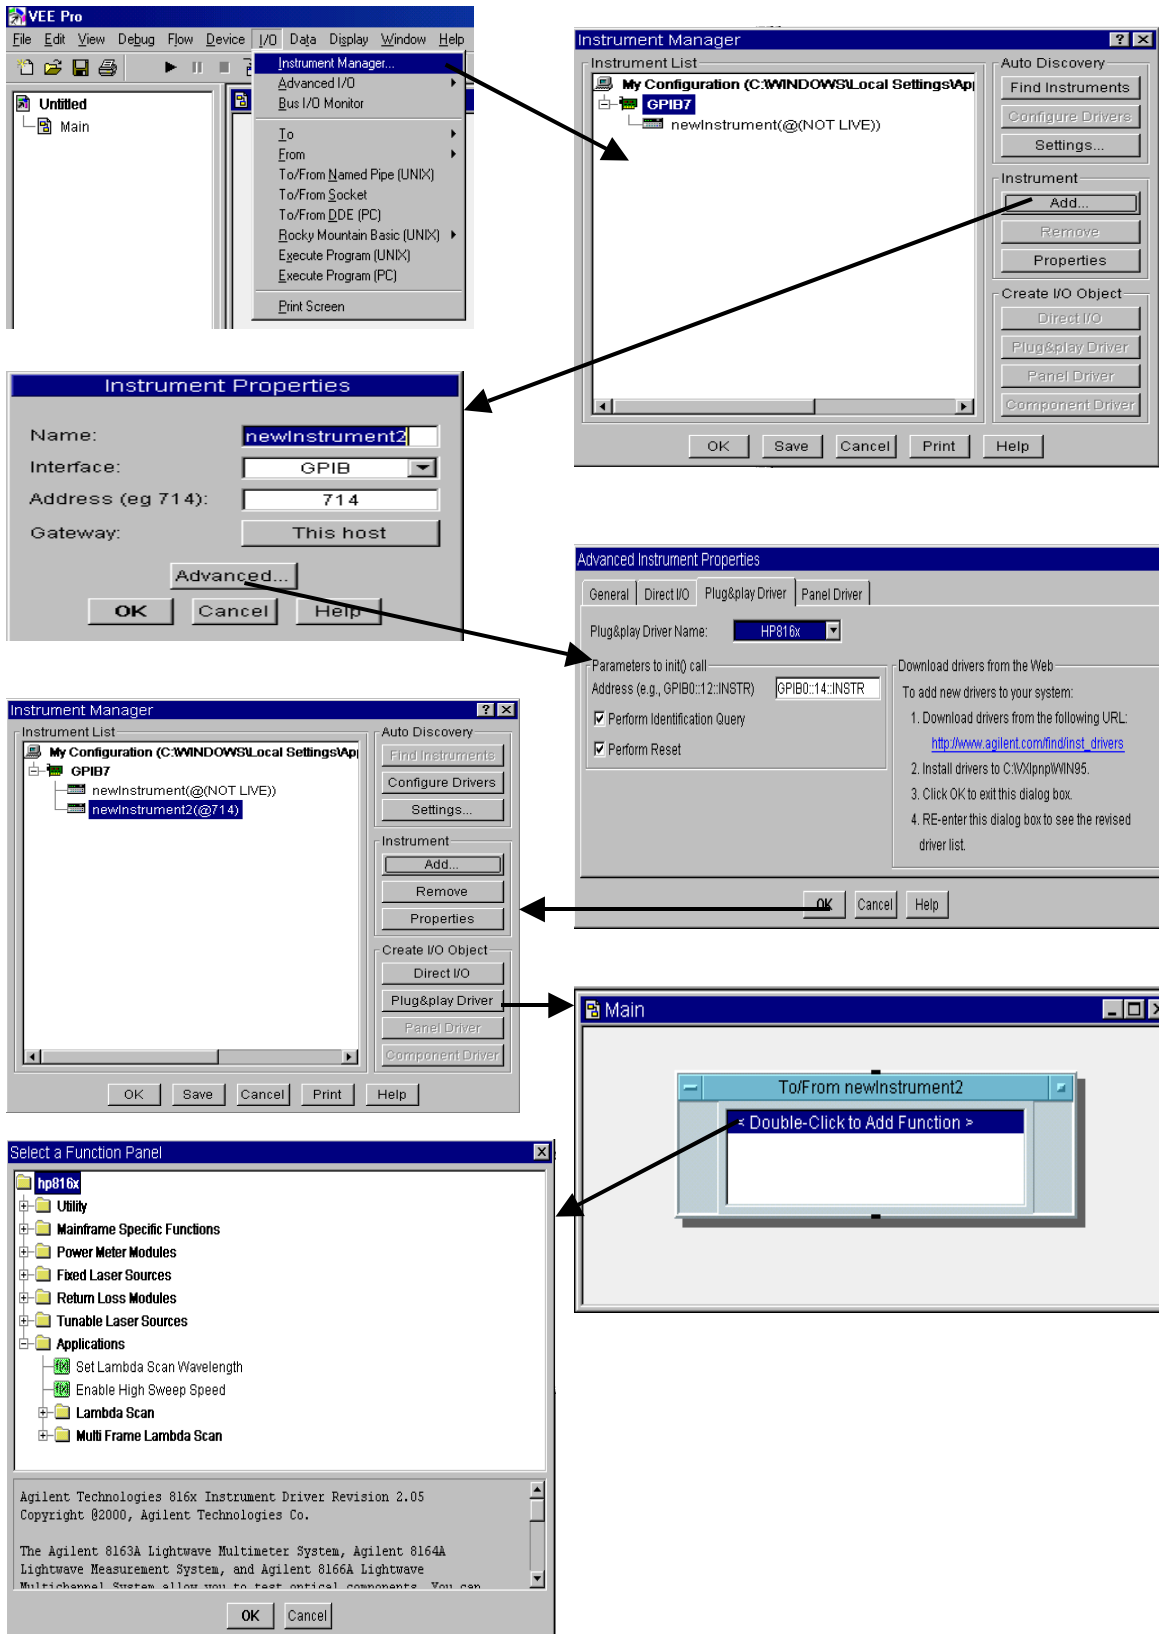 VEE Pro
File Edit View Debug Flow Device I/O Data Display Window Help
Instrument Manager...
Advanced I/O
Bus I/O Monitor
To
From
To/From Named Pipe (UNIX)
To/From Socket
To/From DDE (PC)
Rocky Mountain Basic (UNIX)
Execute Program (UNIX)
Execute Program (PC)
Print Screen
Untitled
Main
Instrument Manager
Instrument List
My Configuration (C:\WINDOWS\Local Settings\Ap
GPIB7
newInstrument(@(NOT LIVE))
Auto Discovery
Find Instruments
Configure Drivers
Settings...
Instrument
Add...
Remove
Properties
Create I/O Object
Direct I/O
Plug&play Driver
Panel Driver
Component Driver
OK Save Cancel Print Help
Instrument Properties
Name: newInstrument2
Interface: GPIB
Address (eg 714): 714
Gateway: This host
Advanced...
OK Cancel Help
Advanced Instrument Properties
General Direct I/O Plug&play Driver Panel Driver
Plug&play Driver Name: HP816x
Parameters to init() call
Address (e.g., GPIB0::12::INSTR) GPIB0::14::INSTR
Perform Identification Query
Perform Reset
Download drivers from the Web
To add new drivers to your system:
1. Download drivers from the following URL:
http://www.agilent.com/find/inst_drivers
2. Install drivers to C:\VXIpnp\WIN95.
3. Click OK to exit this dialog box.
4. RE-enter this dialog box to see the revised
driver list.
OK Cancel Help
Instrument Manager
Instrument List
My Configuration (C:\WINDOWS\Local Settings\Ap
GPIB7
newInstrument(@(NOT LIVE))
newInstrument2(@714)
Auto Discovery
Find Instruments
Configure Drivers
Settings...
Instrument
Add...
Remove
Properties
Create I/O Object
Direct I/O
Plug&play Driver
Panel Driver
Component Driver
OK Save Cancel Print Help
Main
To/From newInstrument2
< Double-Click to Add Function >
Select a Function Panel
hp816x
Utility
Mainframe Specific Functions
Power Meter Modules
Fixed Laser Sources
Return Loss Modules
Tunable Laser Sources
Applications
Set Lambda Scan Wavelength
Enable High Sweep Speed
Lambda Scan
Multi Frame Lambda Scan
Agilent Technologies 816x Instrument Driver Revision 2.05
Copyright @2000, Agilent Technologies Co.
The Agilent 8163A Lightwave Multimeter System, Agilent 8164A
Lightwave Measurement System, and Agilent 8166A Lightwave
Multichannel System allow you to test optical components. You can
OK Cancel